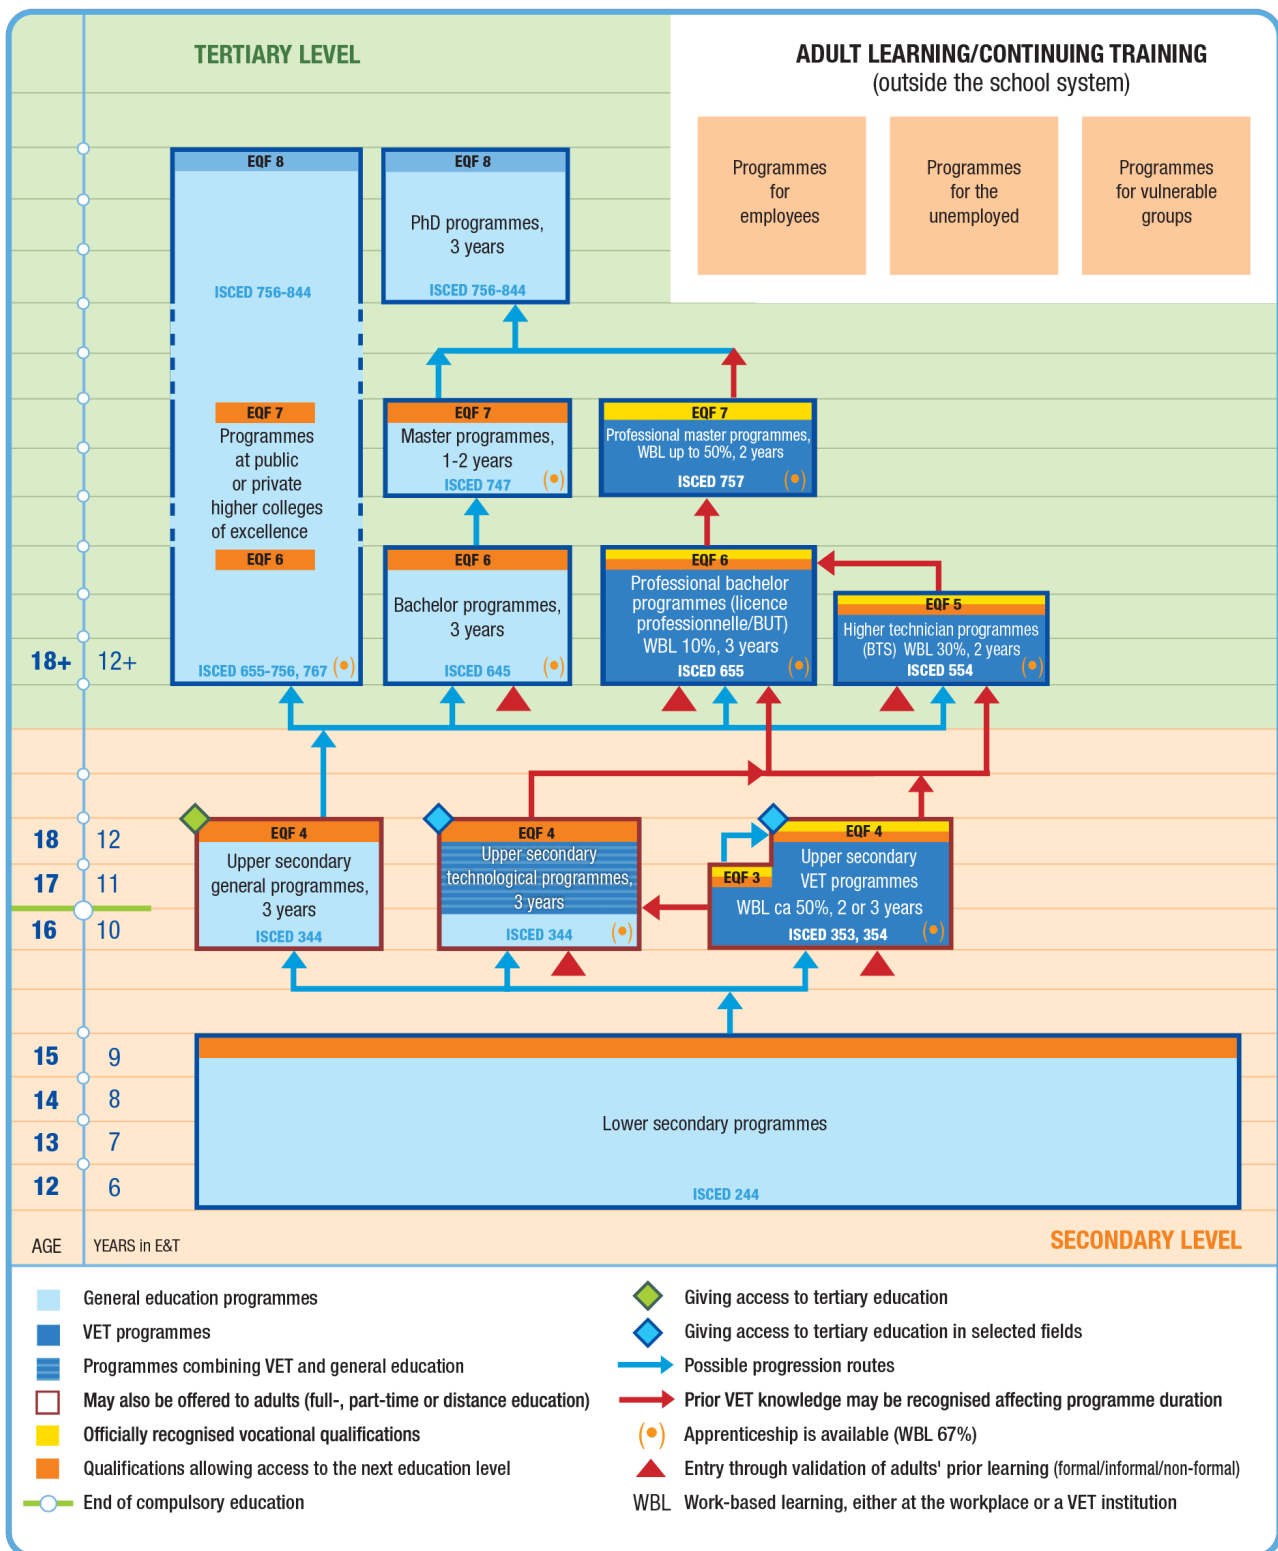 TERTIARY LEVEL
ADULT LEARNING/CONTINUING TRAINING
(outside the school system)
Programmes
for
employees
Programmes
for the
unemployed
Programmes
for vulnerable
groups
EQF 8
ISCED 756-844
EQF 7
Programmes
at public
or private
higher colleges
of excellence
EQF 6
ISCED 655-756, 767
EQF 8
PhD programmes,
3 years
ISCED 756-844
EQF 7
Master programmes,
1-2 years
ISCED 747
EQF 7
Professional master programmes,
WBL up to 50%, 2 years
ISCED 757
EQF 6
Bachelor programmes,
3 years
ISCED 645
EQF 6
Professional bachelor
programmes (licence
professionnelle/BUT)
WBL 10%, 3 years
ISCED 655
EQF 5
Higher technician programmes
(BTS) WBL 30%, 2 years
ISCED 554
18+ 12+
18 12
17 11
16 10
EQF 4
Upper secondary
general programmes,
3 years
ISCED 344
EQF 4
Upper secondary
technological programmes,
3 years
ISCED 344
EQF 3
EQF 4
Upper secondary
VET programmes
WBL ca 50%, 2 or 3 years
ISCED 353, 354
15 9
14 8
13 7
12 6
Lower secondary programmes
ISCED 244
AGE YEARS in E&T
SECONDARY LEVEL
General education programmes
VET programmes
Programmes combining VET and general education
May also be offered to adults (full-, part-time or distance education)
Officially recognised vocational qualifications
Qualifications allowing access to the next education level
End of compulsory education
Giving access to tertiary education
Giving access to tertiary education in selected fields
Possible progression routes
Prior VET knowledge may be recognised affecting programme duration
Apprenticeship is available (WBL 67%)
Entry through validation of adults' prior learning (formal/informal/non-formal)
WBL Work-based learning, either at the workplace or a VET institution